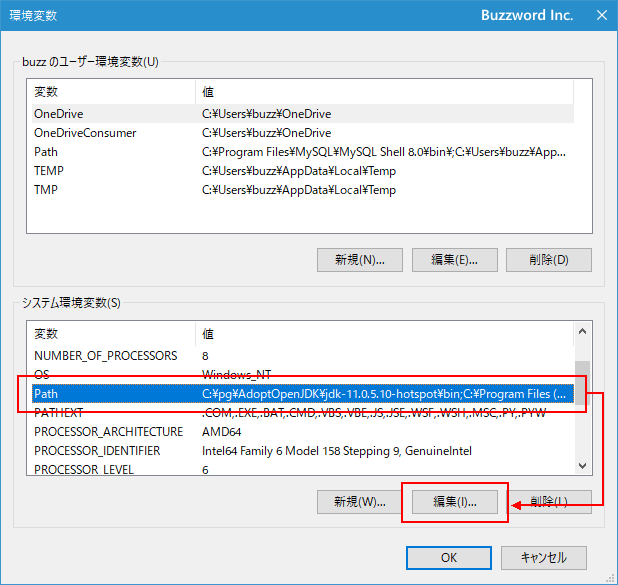 環境変数 Buzzword Inc.
buzz のユーザー環境変数(U)
変数 値
OneDrive C:¥Users¥buzz¥OneDrive
OneDriveConsumer C:¥Users¥buzz¥OneDrive
Path C:¥Program Files¥MySQL¥MySQL Shell 8.0¥bin¥;C:¥Users¥buzz¥App...
TEMP C:¥Users¥buzz¥AppData¥Local¥Temp
TMP C:¥Users¥buzz¥AppData¥Local¥Temp
新規(N)... 編集(E)... 削除(D)
システム環境変数(S)
変数 値
NUMBER_OF_PROCESSORS 8
OS Windows_NT
Path C:¥pg¥AdoptOpenJDK¥jdk-11.0.5.10-hotspot¥bin;C:¥Program Files (...
PATHEXT .COM;.EXE;.BAT;.CMD;.VBS;.VBE;.JS;.JSE;.WSF;.WSH;.MSC;.PY;.PYW
PROCESSOR_ARCHITECTURE AMD64
PROCESSOR_IDENTIFIER Intel64 Family 6 Model 158 Stepping 9, GenuineIntel
PROCESSOR_LEVEL 6
新規(W)... 編集(I)... 削除(L)
OK キャンセル